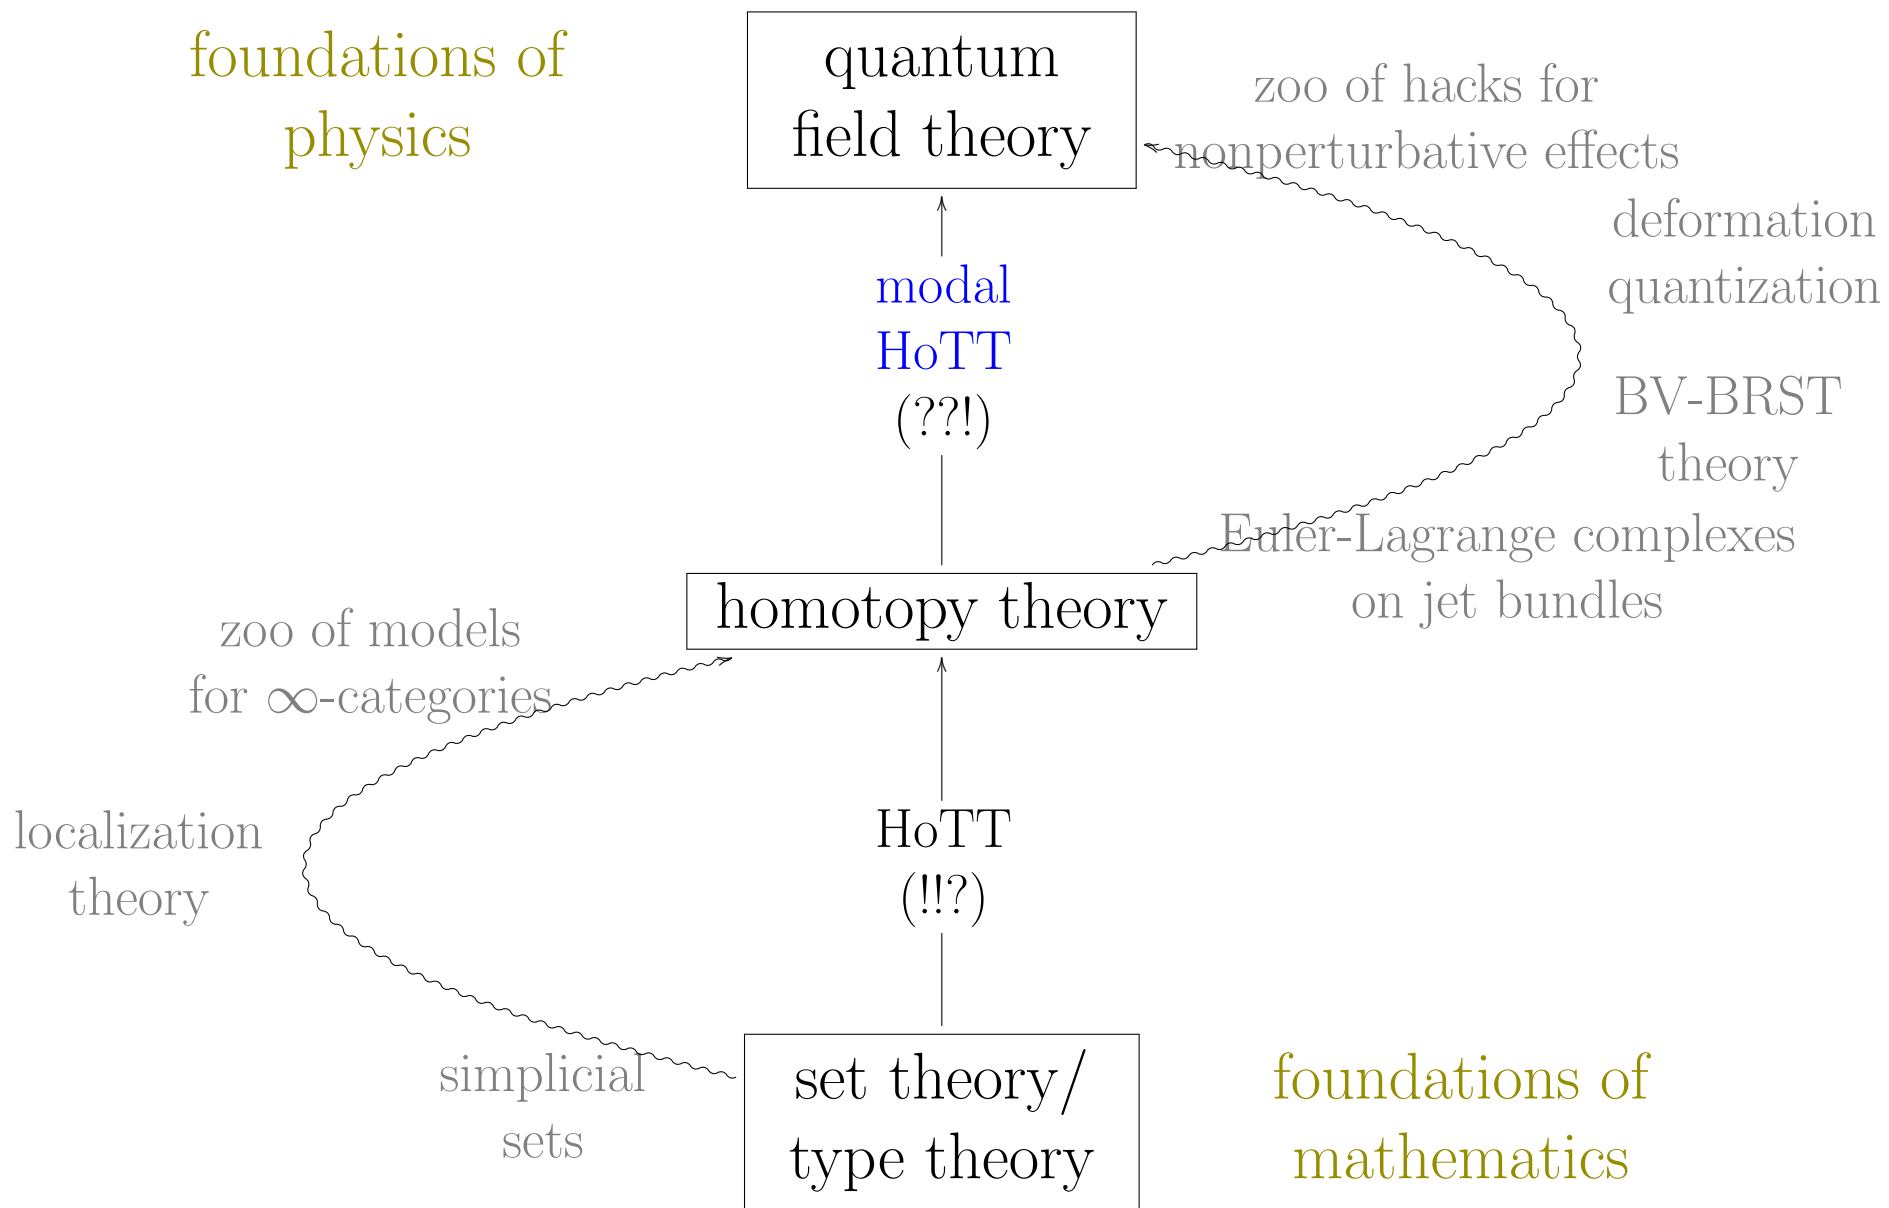 foundations of
physics
quantum
field theory
zoo of hacks for
nonperturbative effects
deformation
quantization
modal
HoTT
(??!)
BV-BRST
theory
Euler-Lagrange complexes
on jet bundles
homotopy theory
zoo of models
for ∞-categories
localization
theory
HoTT
(!!?)
simplicial
sets
set theory/
type theory
foundations of
mathematics